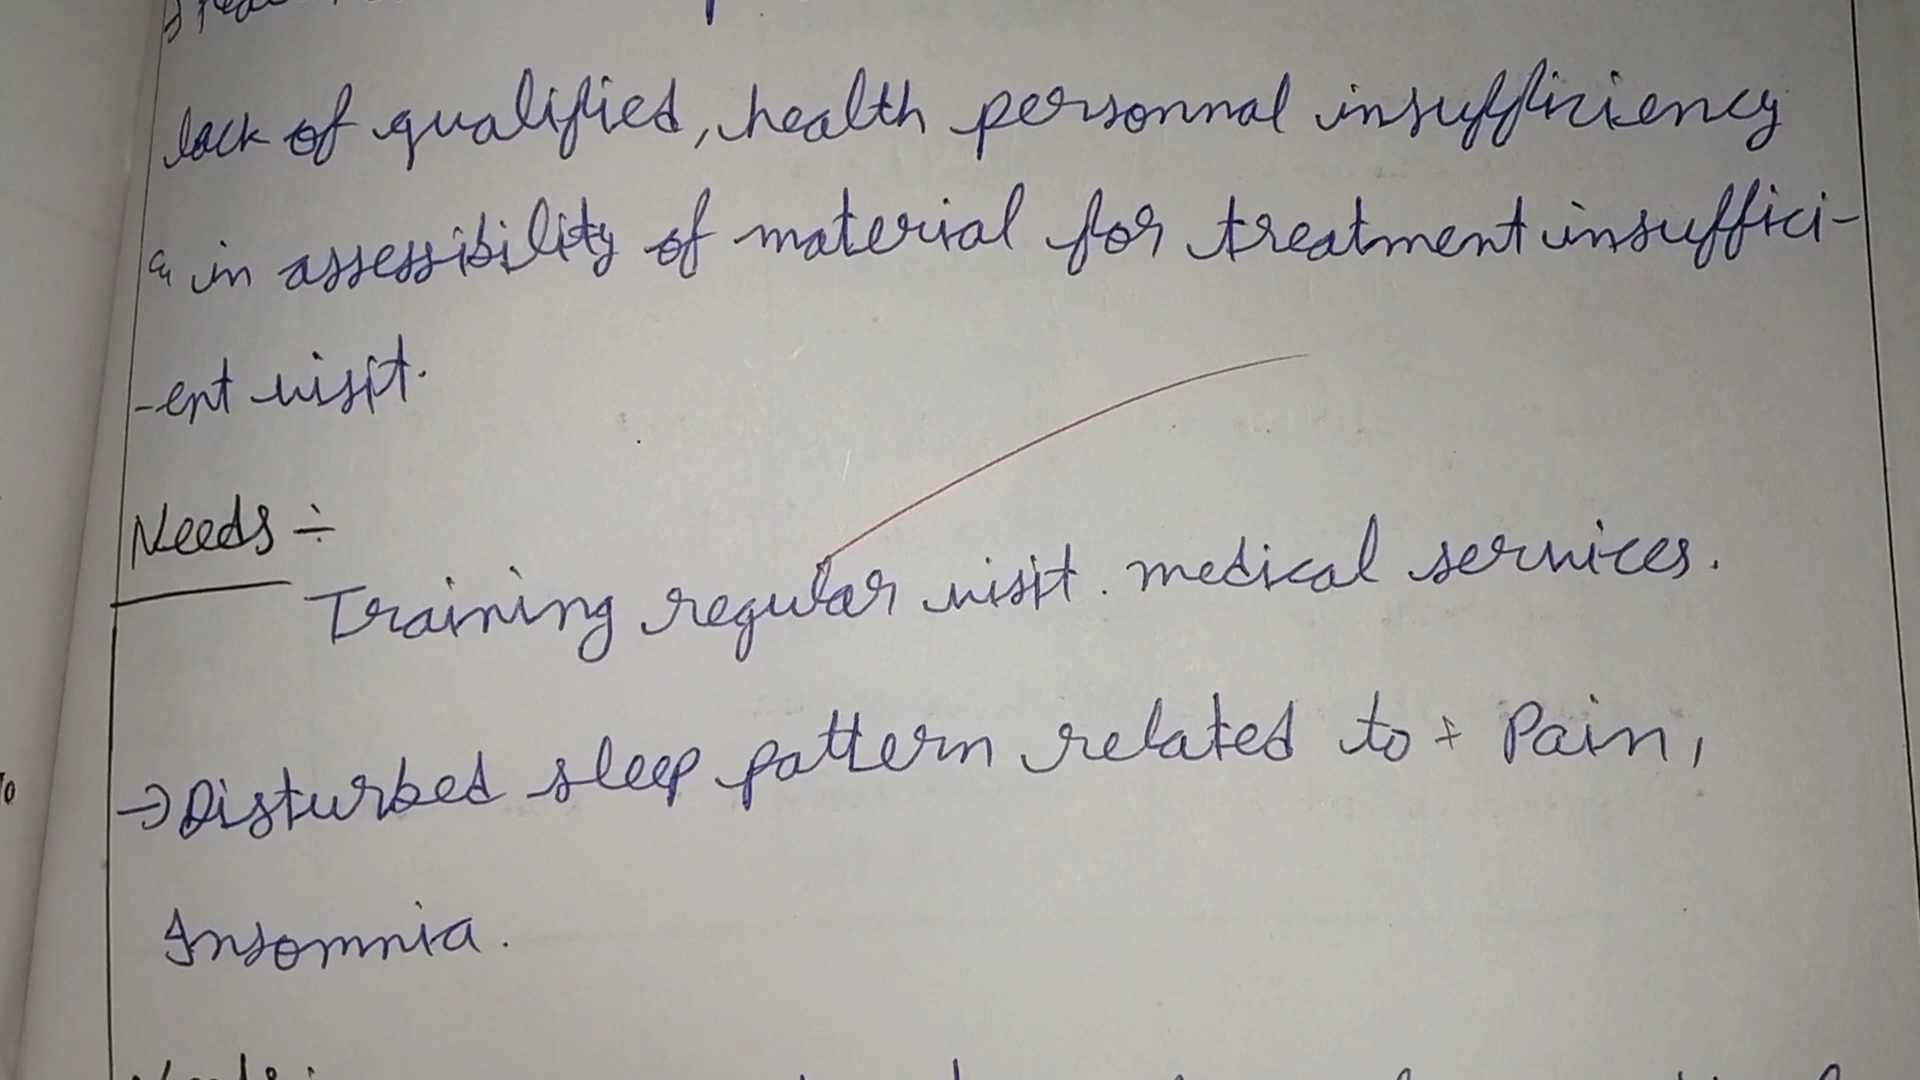 lack of qualified, health personnal insufficiency
& in assessibility of material for treatment insuffici-
-ent visit.
Needs ÷
Training regular visit. medical services.
→ Disturbed sleep pattern related to ÷ Pain,
Insomnia.